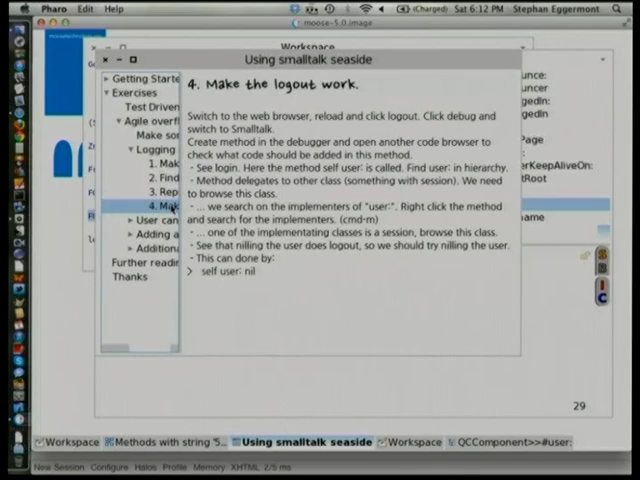 Pharo Edit Help (Charged) Sat 6:12 PM Stephan Eggermont
moose-5.0.image
Workspace
Using smalltalk seaside
Getting Starte
Exercises
Test Driven
Agile overfl
Make sor
Logging
1. Mak
2. Find
3. Rep
4. Mak
User can
Adding a
Additiona
Further readin
Thanks
4. Make the logout work.
Switch to the web browser, reload and click logout. Click debug and
switch to Smalltalk.
Create method in the debugger and open another code browser to
check what code should be added in this method.
- See login. Here the method self user: is called. Find user: in hierarchy.
- Method delegates to other class (something with session). We need
to browse this class.
- ... we search on the implementers of "user:". Right click the method
and search for the implementers. (cmd-m)
- ... one of the implementating classes is a session, browse this class.
- See that nilling the user does logout, so we should try nilling the user.
- This can done by:
> self user: nil
unce:
uncer
gedIn:
gedIn
Page
erKeepAliveOn:
tRoot
name
S
B
I
C
29
Workspace Methods with string '5.. Using smalltalk seaside Workspace QCComponent>>#user:
New Session Configure Halos Profile Memory XHTML 2/5 ms